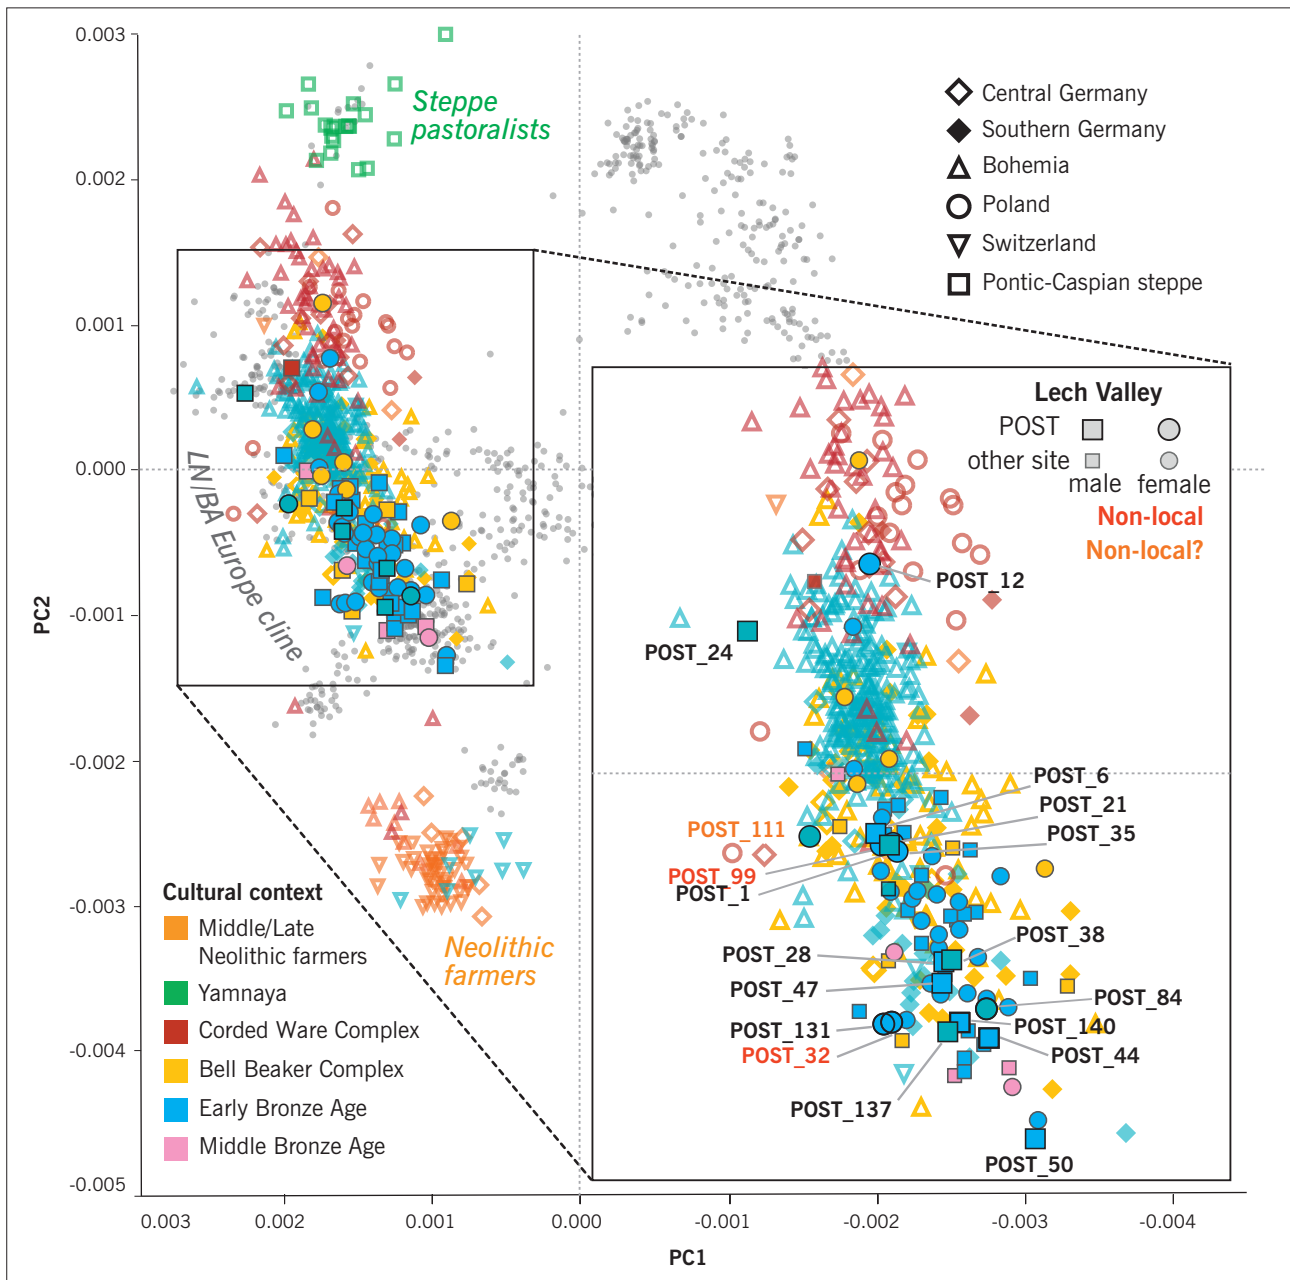 0.003
0.002
0.001
0.000
-0.001
-0.002
-0.003
-0.004
-0.005
PC2
Steppe
pastoralists
Central Germany
Southern Germany
Bohemia
Poland
Switzerland
Pontic-Caspian steppe
LN/BA Europe cline
Lech Valley
POST
other site
male female
Non-local
Non-local?
POST_12
POST_24
POST_6
POST_21
POST_111
POST_35
POST_99
POST_1
POST_38
POST_28
POST_47
POST_84
POST_131
POST_140
POST_32
POST_44
POST_137
POST_50
Cultural context
Middle/Late
Neolithic farmers
Yamnaya
Corded Ware Complex
Bell Beaker Complex
Early Bronze Age
Middle Bronze Age
Neolithic
farmers
0.003 0.002 0.001 0.000 -0.001 -0.002 -0.003 -0.004
PC1